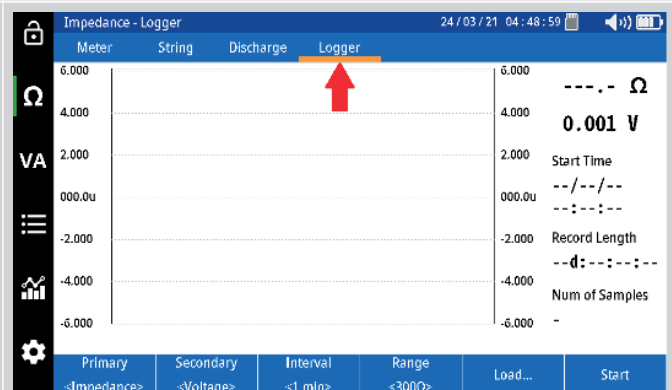 Impedance - Logger 24/03/21 04:48:59
Meter String Discharge Logger
Ω
VA
6.000
4.000
2.000
000.0u
-2.000
-4.000
-6.000
6.000
4.000
2.000
000.0u
-2.000
-4.000
-6.000
---.- Ω
0.001 V
Start Time
--/--/--
--:--:--
Record Length
--d:--:--:--
Num of Samples
-
Primary Secondary Interval Range
<Impedance> <Voltage> <1 min> <300Ω> Load... Start